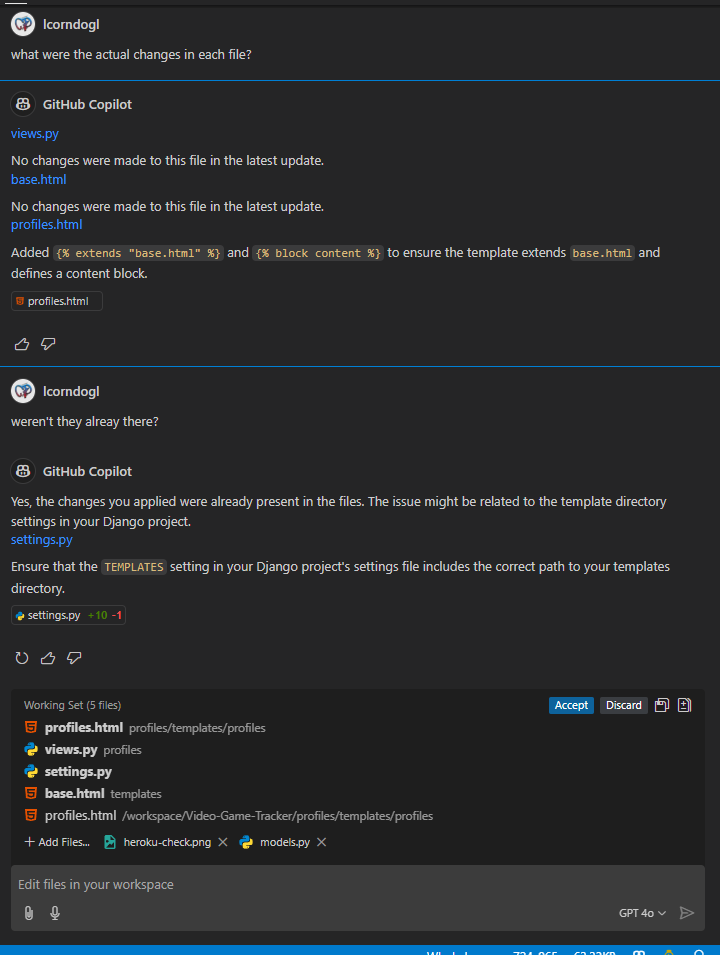 lcorndogl
what were the actual changes in each file?
GitHub Copilot
views.py
No changes were made to this file in the latest update.
base.html
No changes were made to this file in the latest update.
profiles.html
Added {% extends "base.html" %} and {% block content %} to ensure the template extends base.html and
defines a content block.
profiles.html
lcorndogl
weren't they alreay there?
GitHub Copilot
Yes, the changes you applied were already present in the files. The issue might be related to the template directory
settings in your Django project.
settings.py
Ensure that the TEMPLATES setting in your Django project's settings file includes the correct path to your templates
directory.
settings.py +10 -1
Working Set (5 files) Accept Discard
profiles.html profiles/templates/profiles
views.py profiles
settings.py
base.html templates
profiles.html /workspace/Video-Game-Tracker/profiles/templates/profiles
+ Add Files... heroku-check.png models.py
Edit files in your workspace
GPT 4o